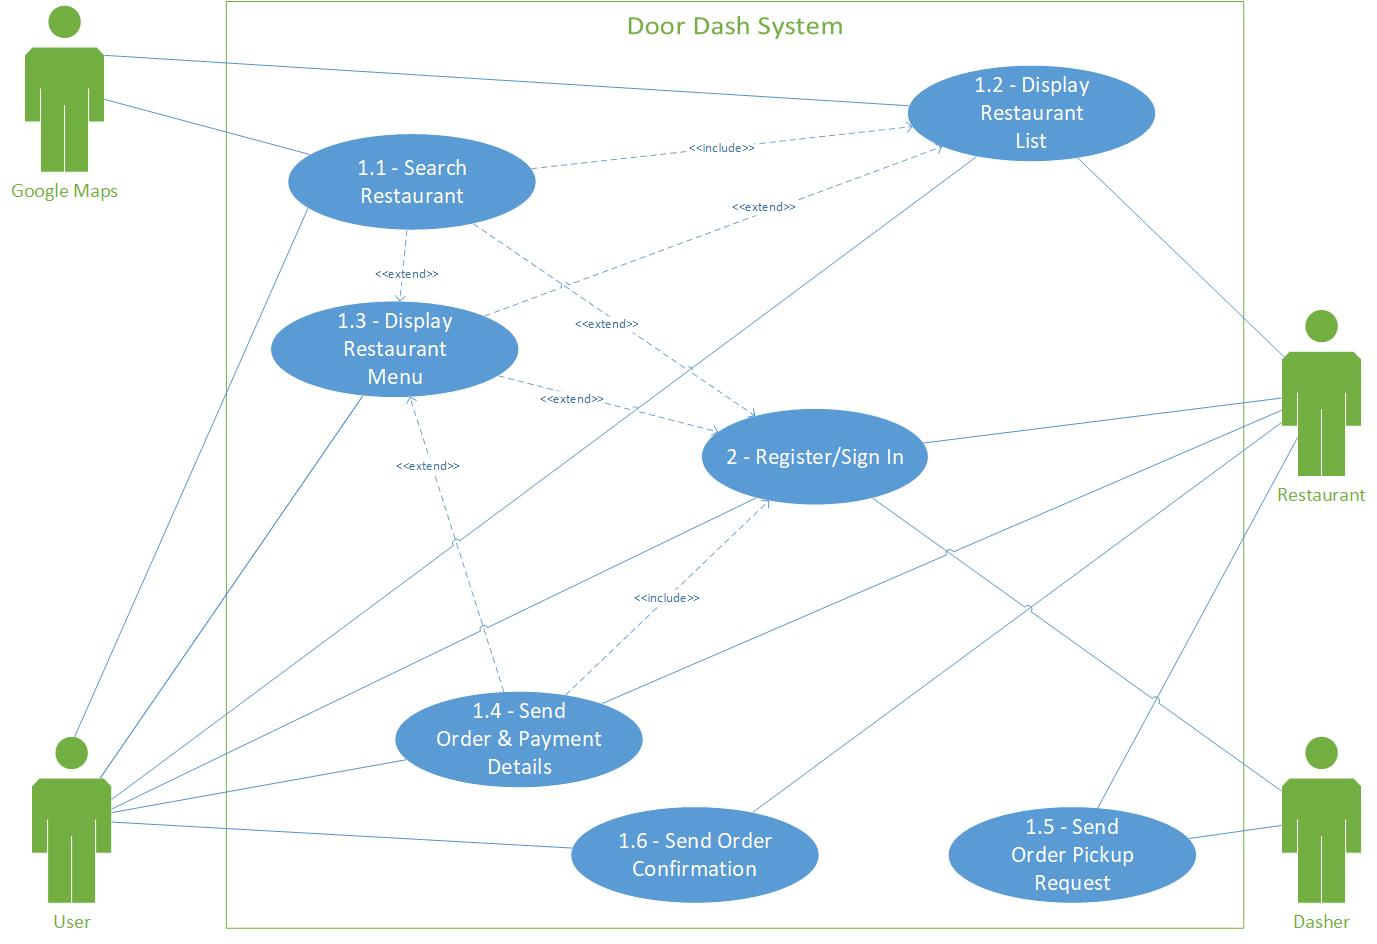 Door Dash System
Google Maps
1.2 - Display
Restaurant
List
1.1 - Search
Restaurant
<<include>>
<<extend>>
<<extend>>
<<extend>>
1.3 - Display
Restaurant
Menu
<<extend>>
2 - Register/Sign In
Restaurant
<<extend>>
<<include>>
1.4 - Send
Order & Payment
Details
1.6 - Send Order
Confirmation
1.5 - Send
Order Pickup
Request
User
Dasher